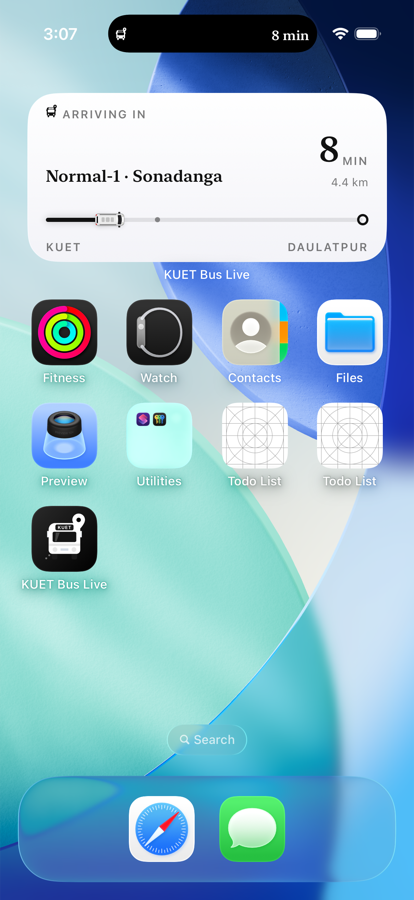 3:07
8 min
ARRIVING IN
8 MIN
Normal-1 · Sonadanga
4.4 km
KUET
DAULATPUR
KUET Bus Live
Fitness
Watch
Contacts
Files
Preview
Utilities
Todo List
Todo List
KUET
KUET Bus Live
Search